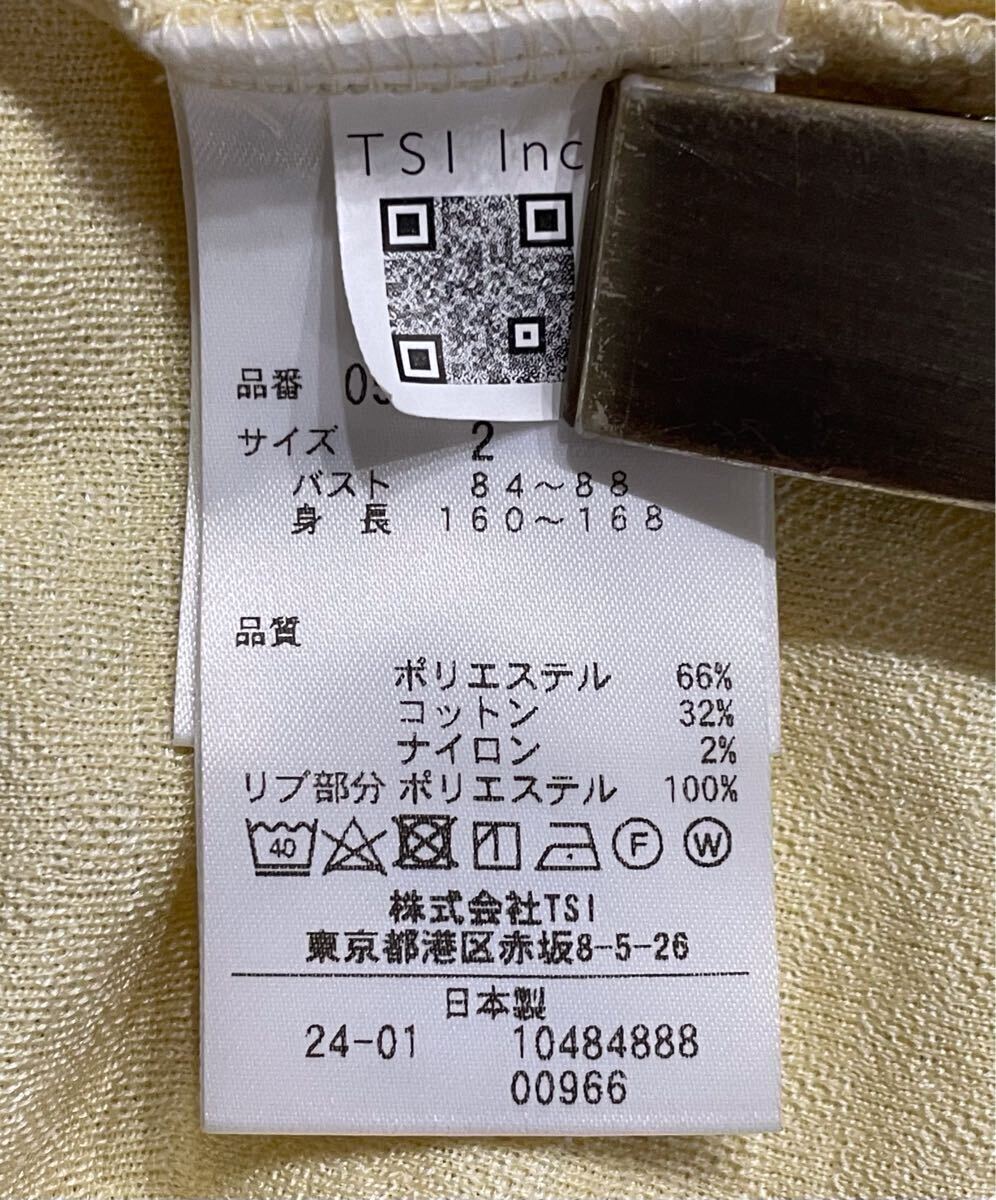 TSI Inc
品番 0
サイズ 2
バスト 84～88
身 長 160～168
品質
ポリエステル 66%
コットン 32%
ナイロン 2%
リブ部分 ポリエステル 100%
40 F W
株式会社TSI
東京都港区赤坂8-5-26
日本製
24-01 10484888
00966